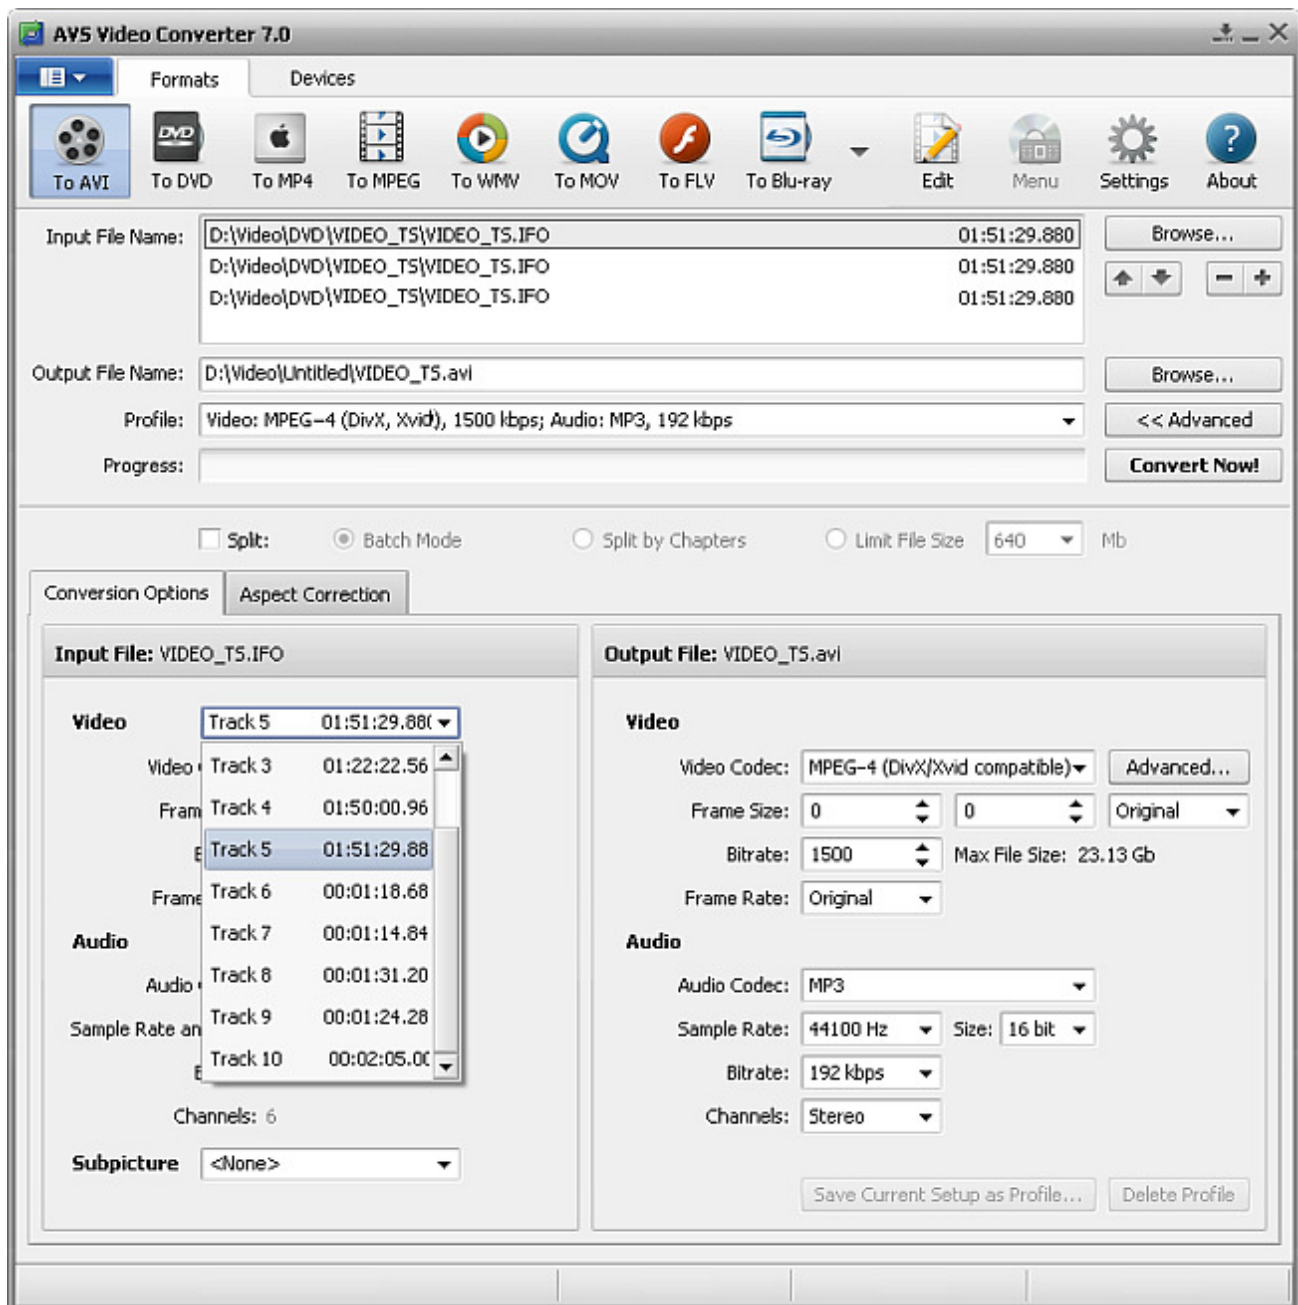 AVS Video Converter 7.0
Formats Devices
To AVI To DVD To MP4 To MPEG To WMV To MOV To FLV To Blu-ray Edit Menu Settings About
Input File Name: D:\Video\DVD\VIDEO_TS\VIDEO_TS.IFO 01:51:29.880 Browse...
D:\Video\DVD\VIDEO_TS\VIDEO_TS.IFO 01:51:29.880
D:\Video\DVD\VIDEO_TS\VIDEO_TS.IFO 01:51:29.880
Output File Name: D:\Video\Untitled\VIDEO_TS.avi Browse...
Profile: Video: MPEG-4 (DivX, Xvid), 1500 kbps; Audio: MP3, 192 kbps << Advanced
Progress: Convert Now!
Split: Batch Mode Split by Chapters Limit File Size 640 Mb
Conversion Options Aspect Correction
Input File: VIDEO_TS.IFO
Video Track 5 01:51:29.880
Video
Track 3 01:22:22.56
Fram
Track 4 01:50:00.96
Track 5 01:51:29.88
Frame
Track 6 00:01:18.68
Audio
Track 7 00:01:14.84
Audio
Track 8 00:01:31.20
Sample Rate an
Track 9 00:01:24.28
Track 10 00:02:05.00
Channels: 6
Subpicture <None>
Output File: VIDEO_TS.avi
Video
Video Codec: MPEG-4 (DivX/Xvid compatible) Advanced...
Frame Size: 0 0 Original
Bitrate: 1500 Max File Size: 23.13 Gb
Frame Rate: Original
Audio
Audio Codec: MP3
Sample Rate: 44100 Hz Size: 16 bit
Bitrate: 192 kbps
Channels: Stereo
Save Current Setup as Profile... Delete Profile